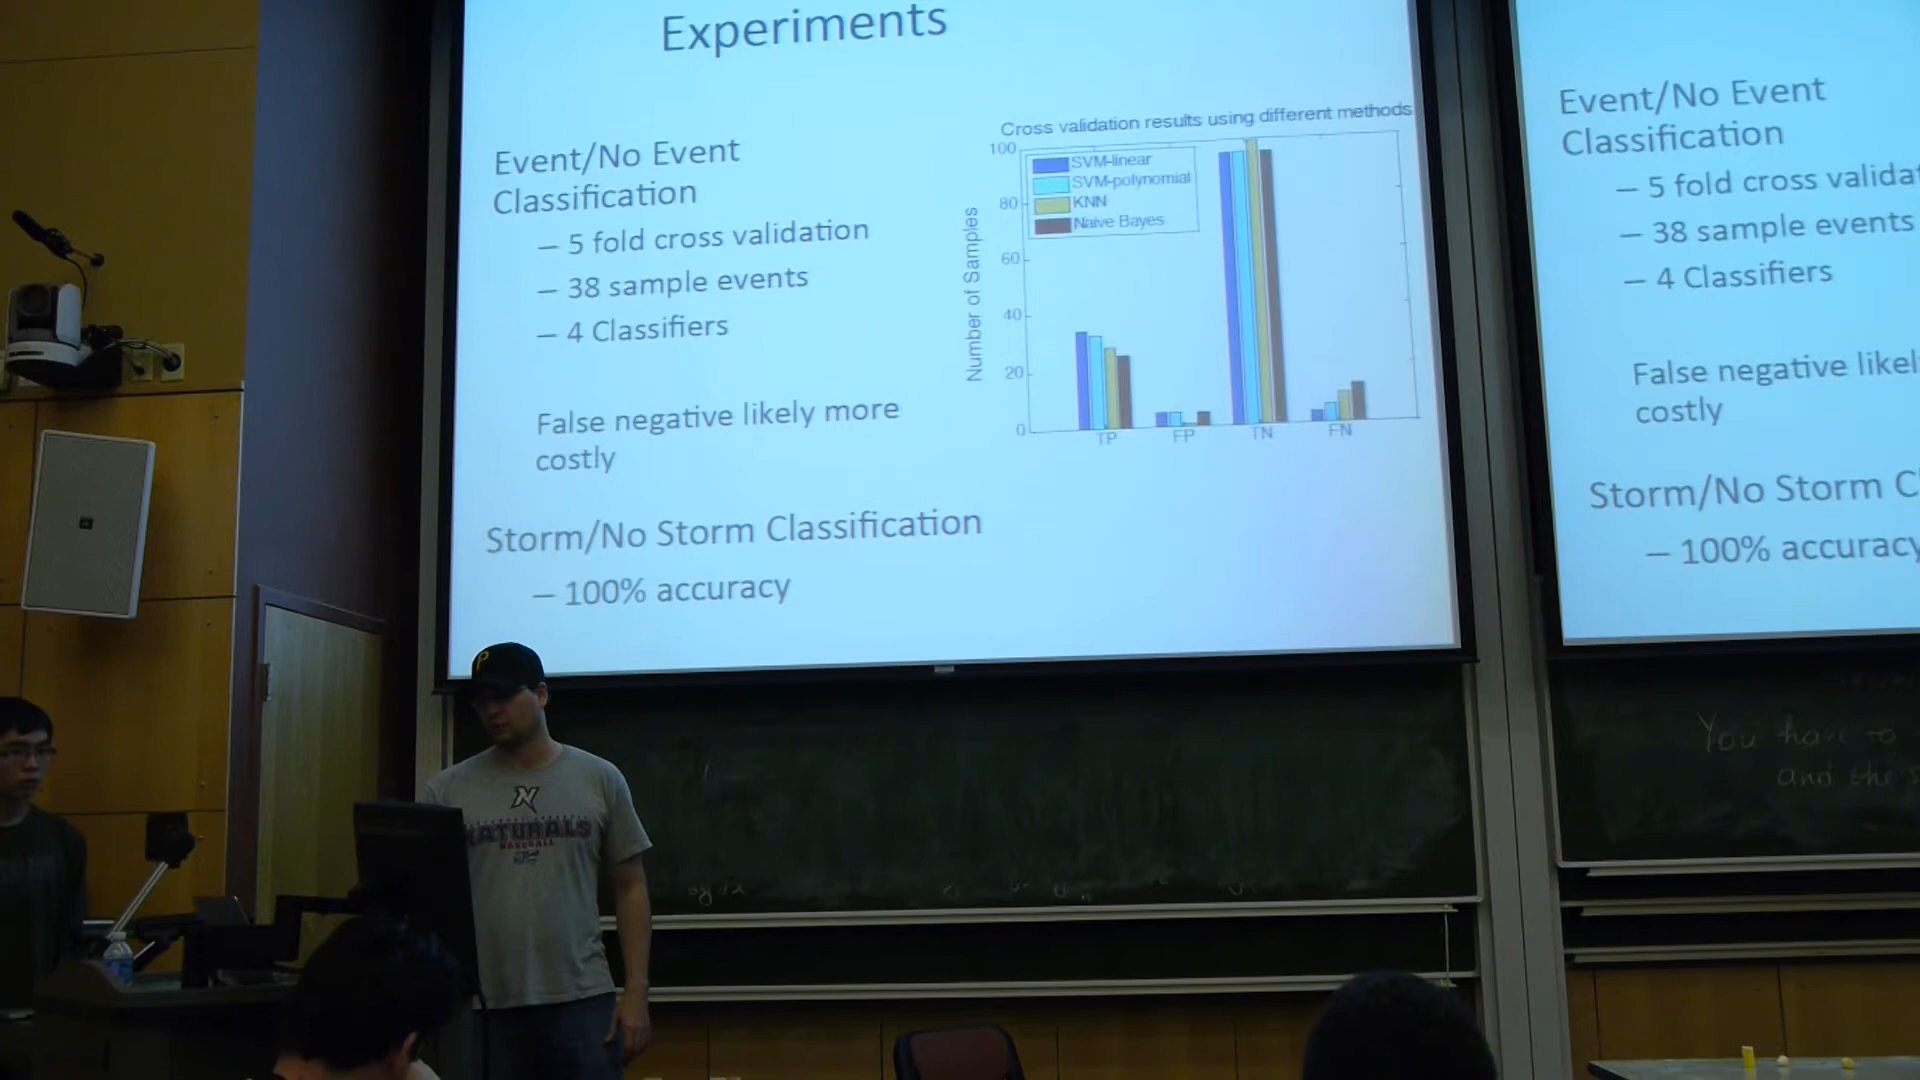 Experiments
Event/No Event
Classification
– 5 fold cross validation
– 38 sample events
– 4 Classifiers
False negative likely more
costly
Storm/No Storm Classification
– 100% accuracy
Cross validation results using different methods
SVM-linear
SVM-polynomial
KNN
Naive Bayes
Number of Samples
100
80
60
40
20
0
TP
FP
TN
FN
Event/No Event
Classification
– 5 fold cross valida
– 38 sample events
– 4 Classifiers
False negative likel
costly
Storm/No Storm C
– 100% accuracy
You have to
and the
P
N
NATURALS
BASEBALL